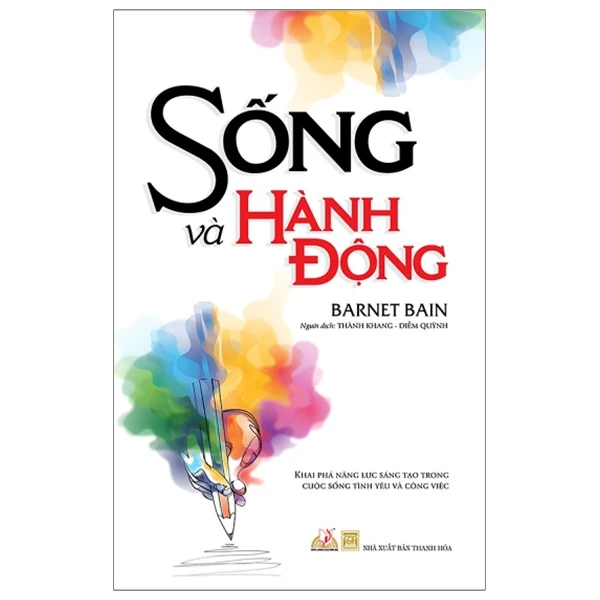 SỐNG
và HÀNH
ĐỘNG
BARNET BAIN
Người dịch: THÀNH KHANG - DIỄM QUỲNH
KHAI PHÁ NĂNG LỰC SÁNG TẠO TRONG
CUỘC SỐNG TÌNH YÊU VÀ CÔNG VIỆC
NHÀ XUẤT BẢN THANH HÓA